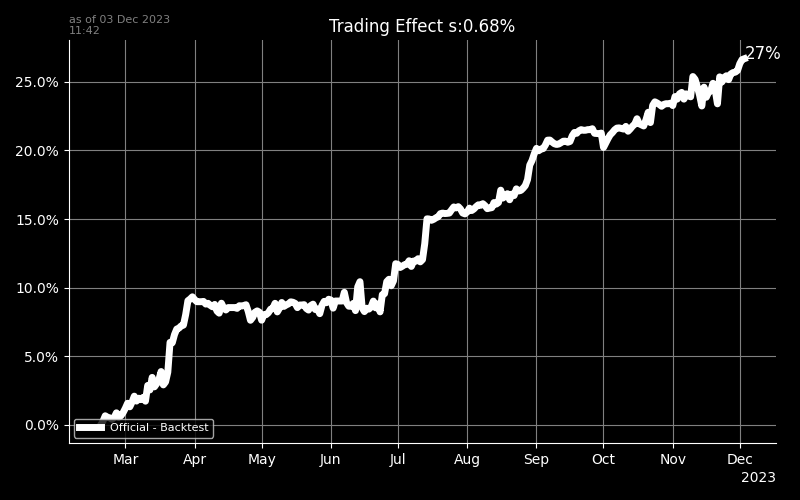 as of 03 Dec 2023
11:42
Trading Effect s:0.68%
27%
25.0%
20.0%
15.0%
10.0%
5.0%
0.0%
Official - Backtest
Mar Apr May Jun Jul Aug Sep Oct Nov Dec
2023